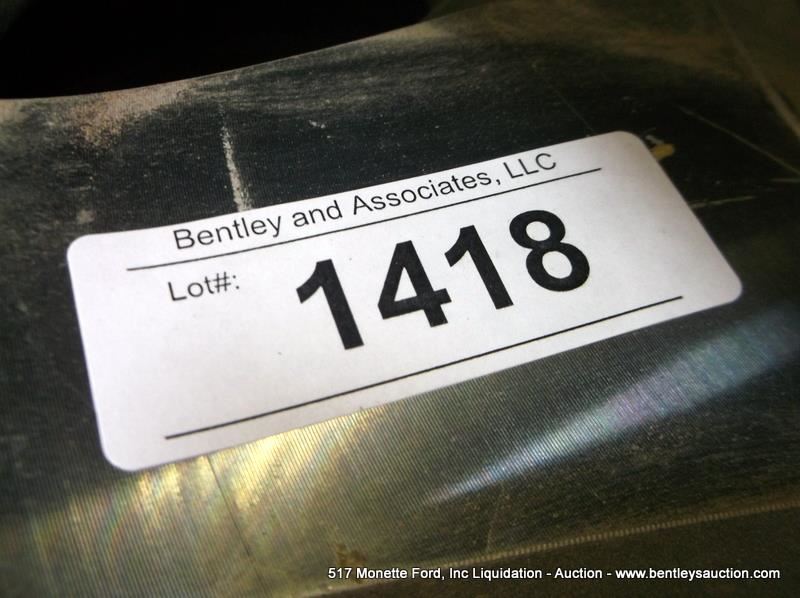 Bentley and Associates, LLC
Lot#: 1418
517 Monette Ford, Inc Liquidation - Auction - www.bentleysauction.com